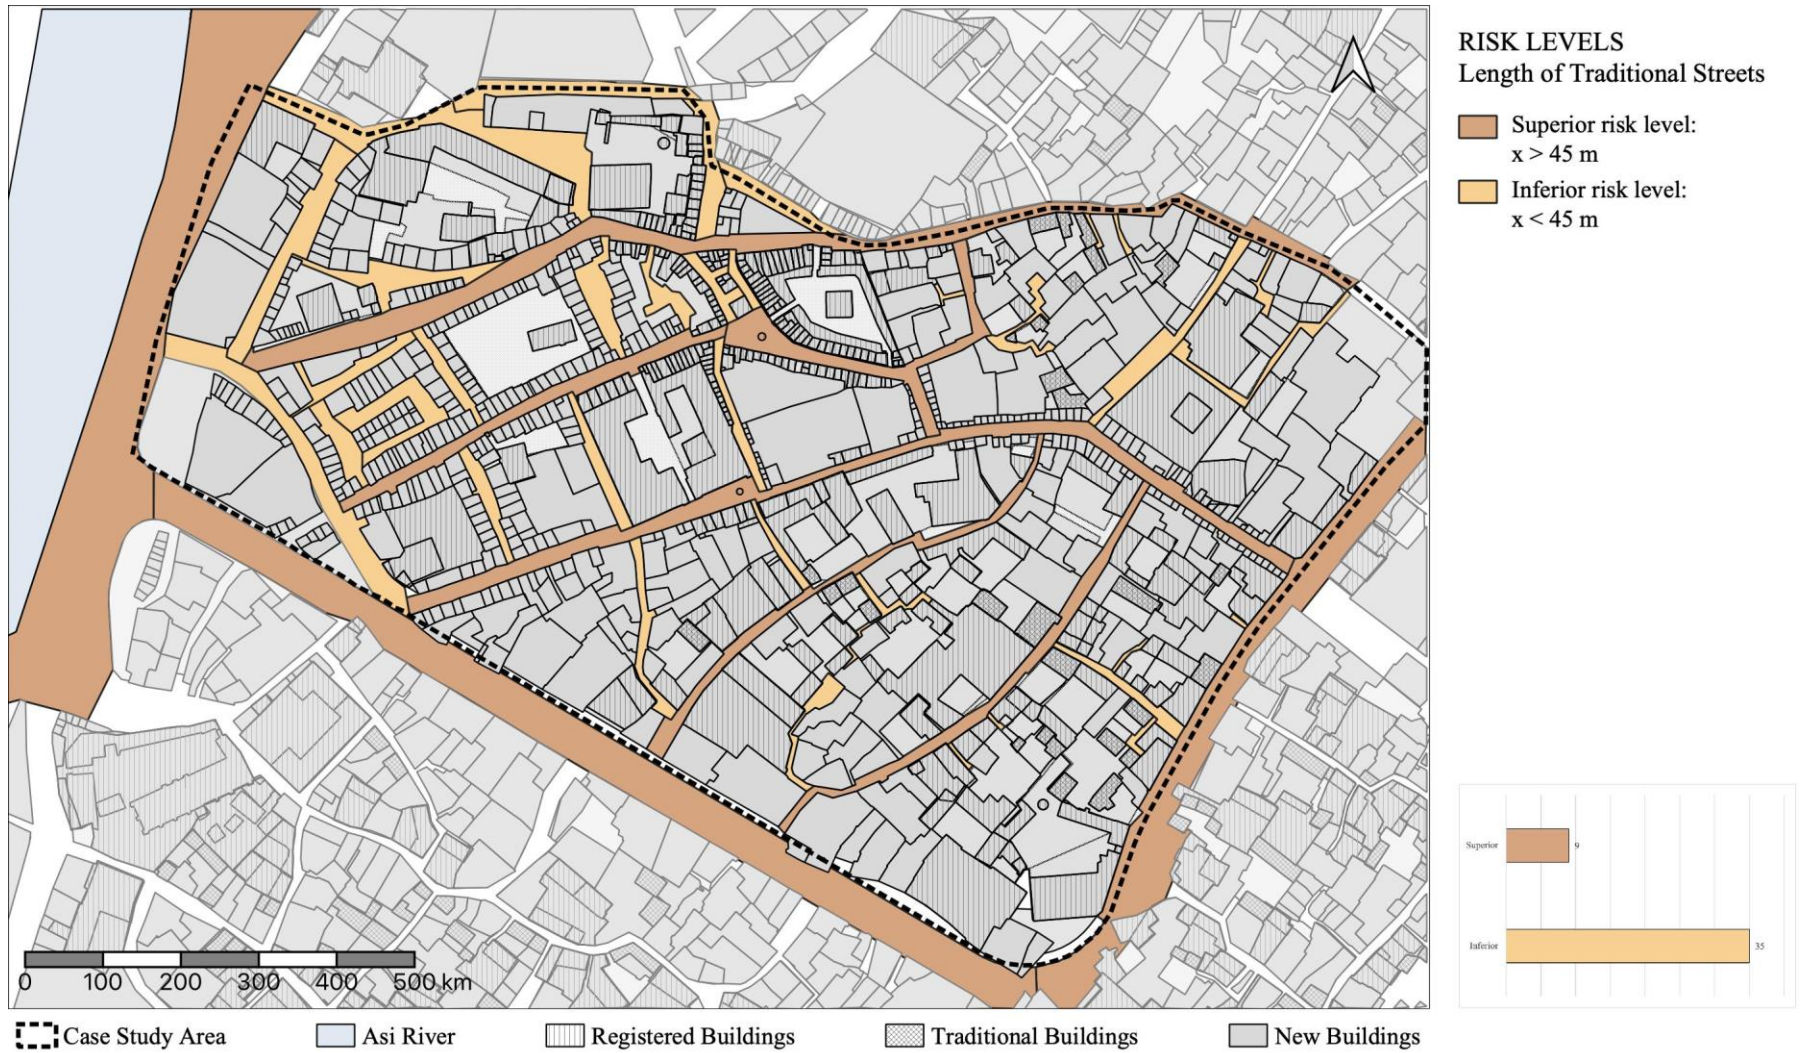 RISK LEVELS
Length of Traditional Streets
Superior risk level:
x > 45 m
Inferior risk level:
x < 45 m
Superior
9
Inferior
35
0 100 200 300 400 500 km
Case Study Area Asi River Registered Buildings Traditional Buildings New Buildings